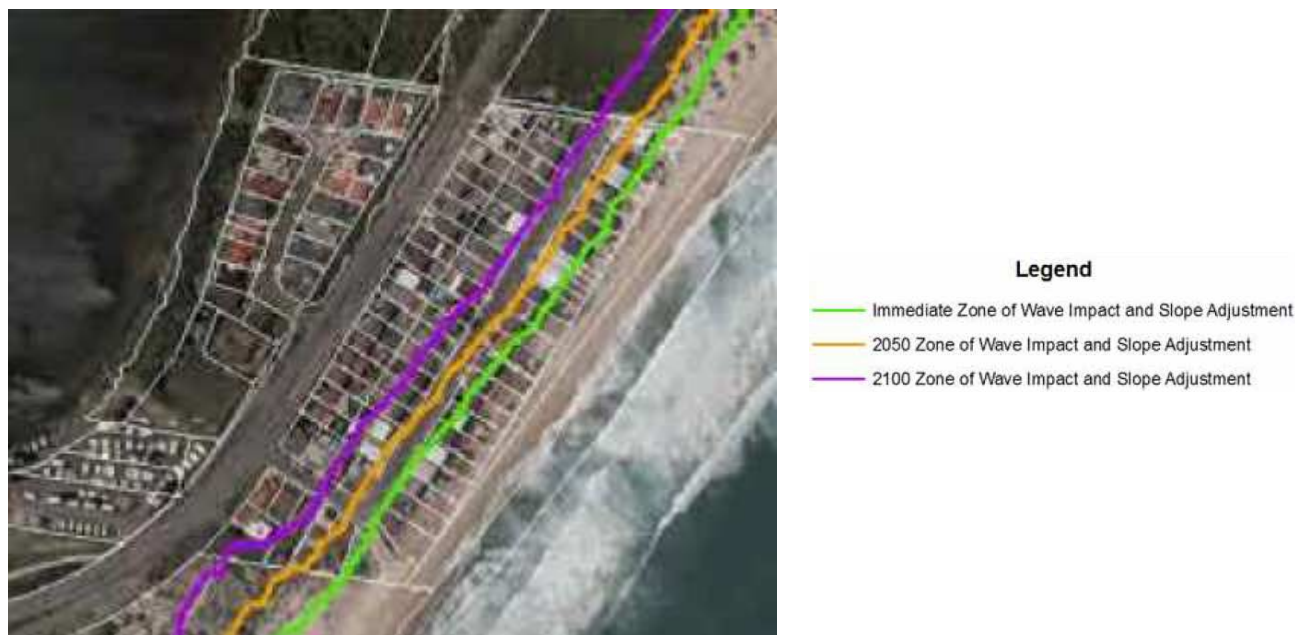 Legend
Immediate Zone of Wave Impact and Slope Adjustment
2050 Zone of Wave Impact and Slope Adjustment
2100 Zone of Wave Impact and Slope Adjustment